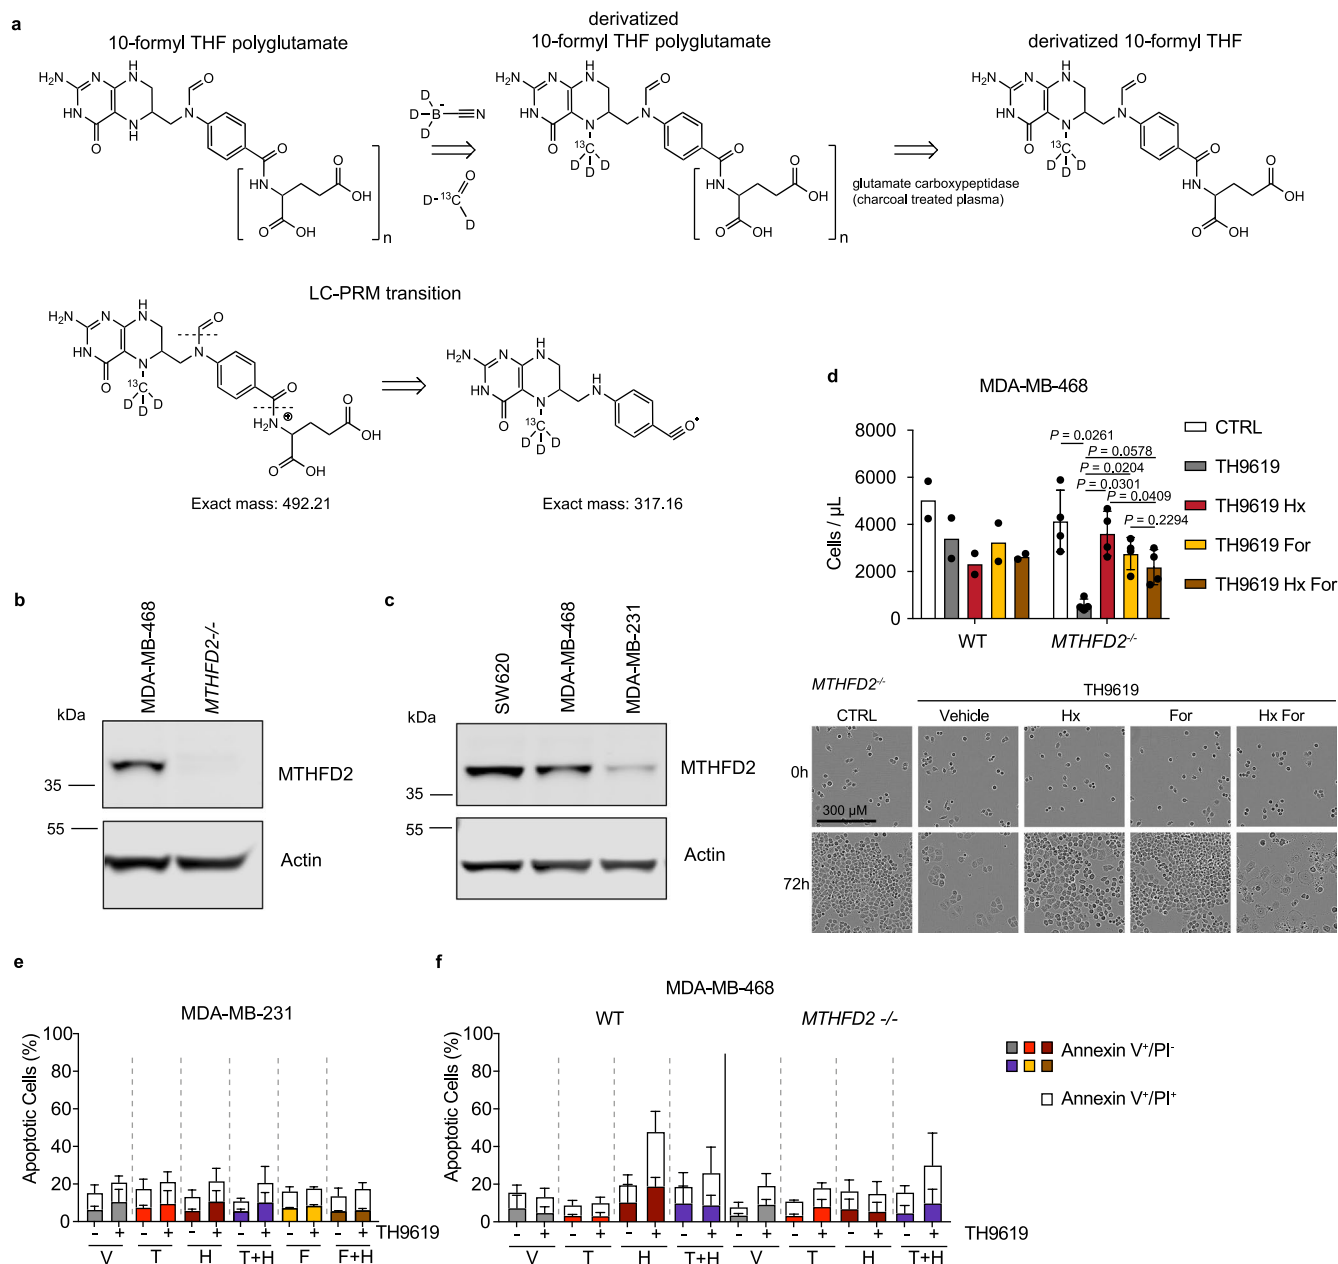 a
10-formyl THF polyglutamate
derivatized
10-formyl THF polyglutamate
derivatized 10-formyl THF
glutamate carboxypeptidase
(charcoal treated plasma)
LC-PRM transition
Exact mass: 492.21
Exact mass: 317.16
b
MDA-MB-468
MTHFD2-/-
kDa
35
55
MTHFD2
Actin
c
SW620
MDA-MB-468
MDA-MB-231
kDa
35
55
MTHFD2
Actin
d
MDA-MB-468
Cells / µL
8000
6000
4000
2000
0
P = 0.0261
P = 0.0578
P = 0.0204
P = 0.0301
P = 0.0409
P = 0.2294
WT
MTHFD2-/-
CTRL
TH9619
TH9619 Hx
TH9619 For
TH9619 Hx For
MTHFD2-/-
TH9619
CTRL
Vehicle
Hx
For
Hx For
0h
300 µM
72h
e
MDA-MB-231
Apoptotic Cells (%)
100
80
60
40
20
0
- + - + - + - + - + - +
TH9619
V T H T+H F F+H
f
MDA-MB-468
WT
MTHFD2 -/-
Apoptotic Cells (%)
100
80
60
40
20
0
- + - + - + - + - + - + - + - +
TH9619
V T H T+H V T H T+H
Annexin V+/PI-
Annexin V+/PI+